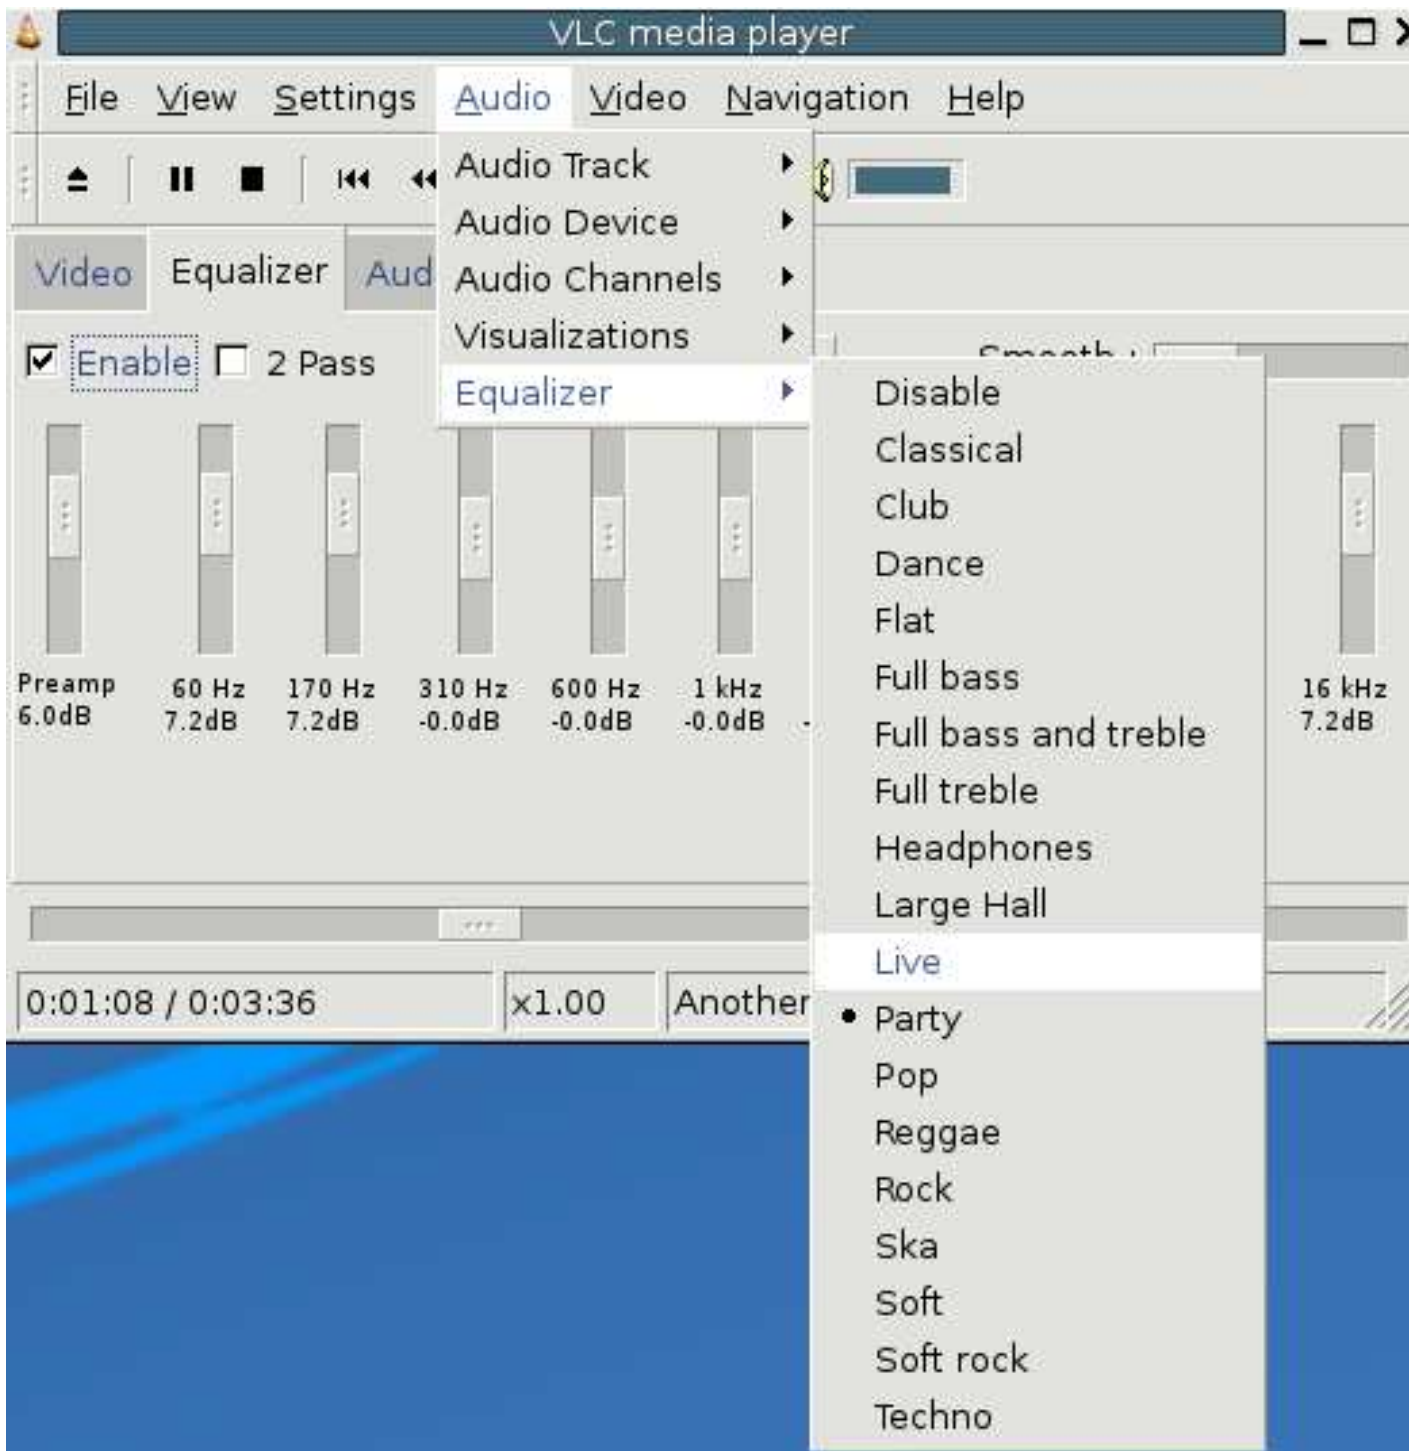 VLC media player
File View Settings Audio Video Navigation Help
Audio Track
Audio Device
Audio Channels
Visualizations
Equalizer
Video Equalizer Aud
Enable 2 Pass
Smooth :
Disable
Classical
Club
Dance
Flat
Full bass
Full bass and treble
Full treble
Headphones
Large Hall
Live
Party
Pop
Reggae
Rock
Ska
Soft
Soft rock
Techno
Preamp 60 Hz 170 Hz 310 Hz 600 Hz 1 kHz 16 kHz
6.0dB 7.2dB 7.2dB -0.0dB -0.0dB -0.0dB - 7.2dB
0:01:08 / 0:03:36 x1.00 Another